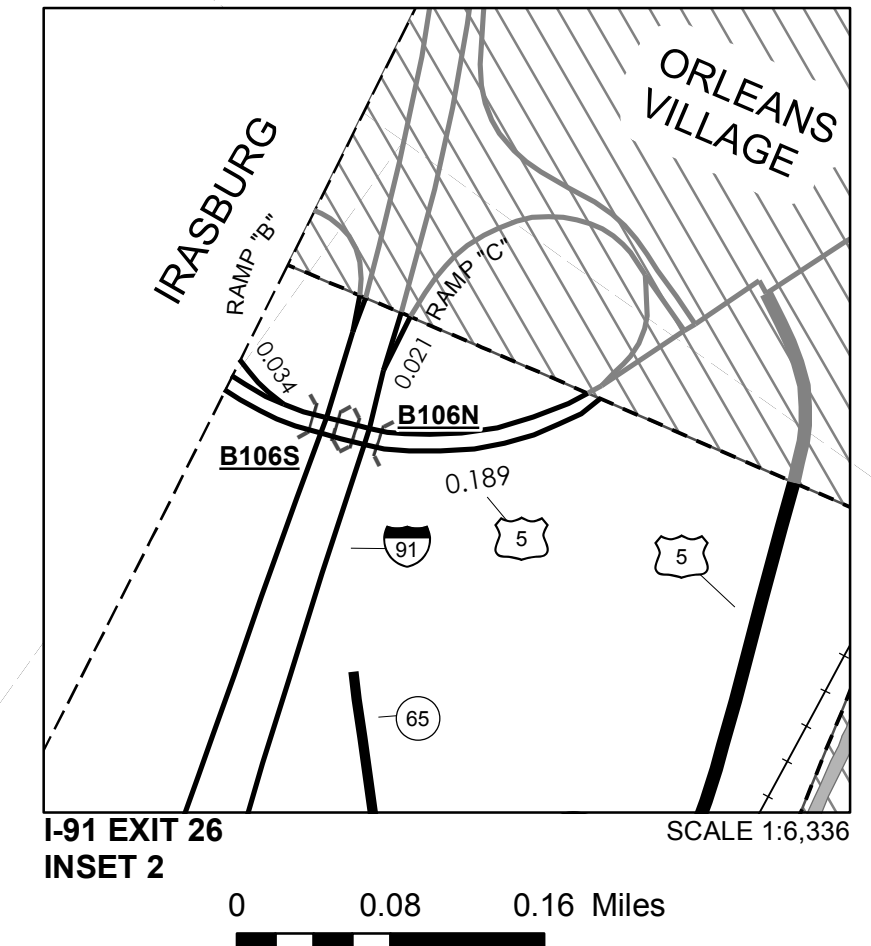 ORLEANS
VILLAGE
IRASBURG
RAMP "B"
RAMP "C"
0.034
0.021
B106N
B106S
0.189
91
5
5
65
I-91 EXIT 26
INSET 2
SCALE 1:6,336
0 0.08 0.16 Miles